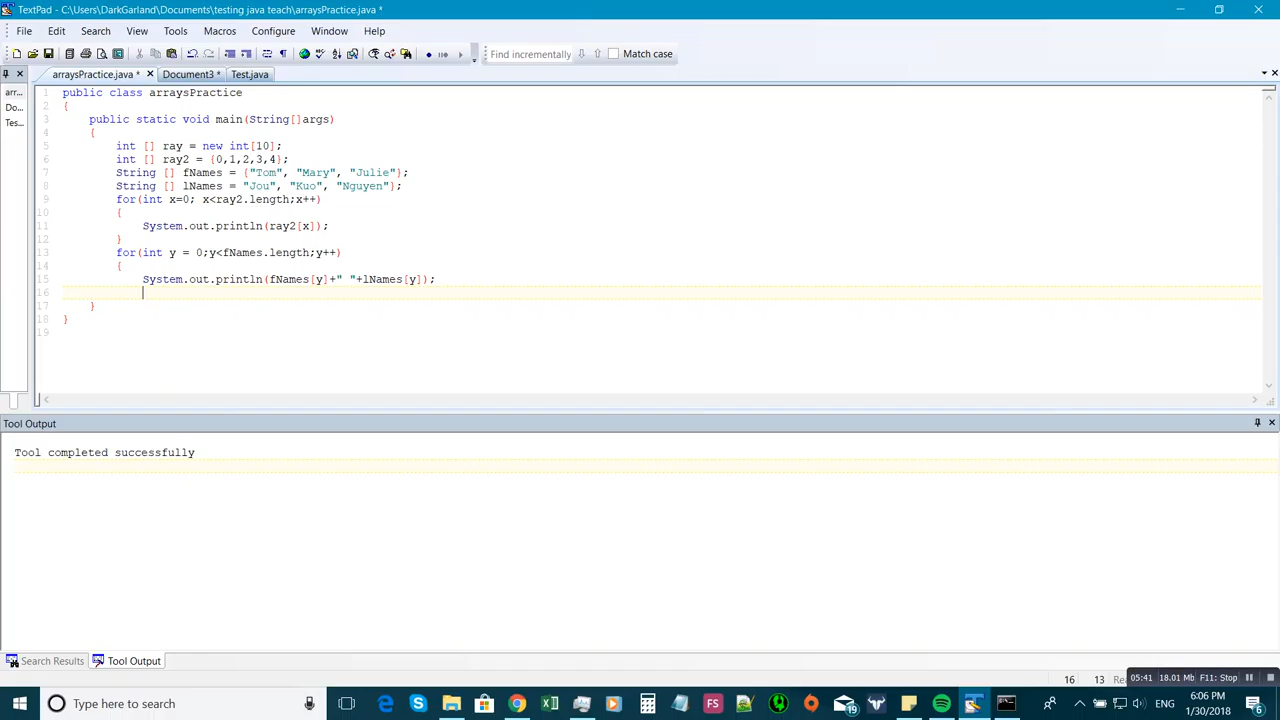 TextPad - C:\Users\DarkGarland\Documents\testing java teach\arraysPractice.java *
File Edit Search View Tools Macros Configure Window Help
Find incrementally Match case
arraysPractice.java * Document3 * Test.java
arr...
Do...
Tes...
1 public class arraysPractice
2 {
3 public static void main(String[]args)
4 {
5 int [] ray = new int[10];
6 int [] ray2 = {0,1,2,3,4};
7 String [] fNames = {"Tom", "Mary", "Julie"};
8 String [] lNames = "Jou", "Kuo", "Nguyen"};
9 for(int x=0; x<ray2.length;x++)
10 {
11 System.out.println(ray2[x]);
12 }
13 for(int y = 0;y<fNames.length;y++)
14 {
15 System.out.println(fNames[y]+" "+lNames[y]);
16
17 }
18 }
19
Tool Output
Tool completed successfully
Search Results Tool Output
16 13
05:41 18.01 Mb F11: Stop
Type here to search
19
ENG
6:06 PM
1/30/2018
6